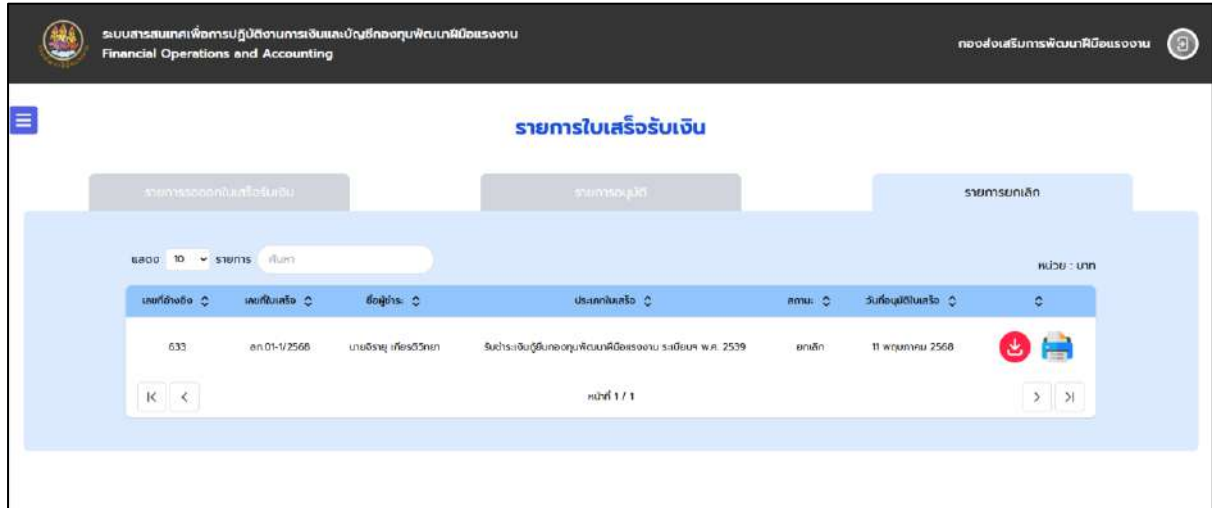 ระบบสารสนเทศเพื่อการปฏิบัติงานการเงินและบัญชีกองทุนพัฒนาฝีมือแรงงาน
Financial Operations and Accounting
กองส่งเสริมการพัฒนาฝีมือแรงงาน
รายการใบเสร็จรับเงิน
รายการรอออกใบเสร็จรับเงิน รายการอนุมัติ รายการยกเลิก
แสดง 10 รายการ ค้นหา
หน่วย : บาท
เลขที่อ้างอิง เลขที่ใบเสร็จ ชื่อผู้ชำระ ประเภทใบเสร็จ สถานะ วันที่อนุมัติใบเสร็จ
633 สก.01-1/2568 นายจิรายุ เกียรติวิทยา รับชำระเงินกู้ยืมกองทุนพัฒนาฝีมือแรงงาน ระเบียบฯ พ.ศ. 2539 ยกเลิก 11 พฤษภาคม 2568
หน้าที่ 1 / 1